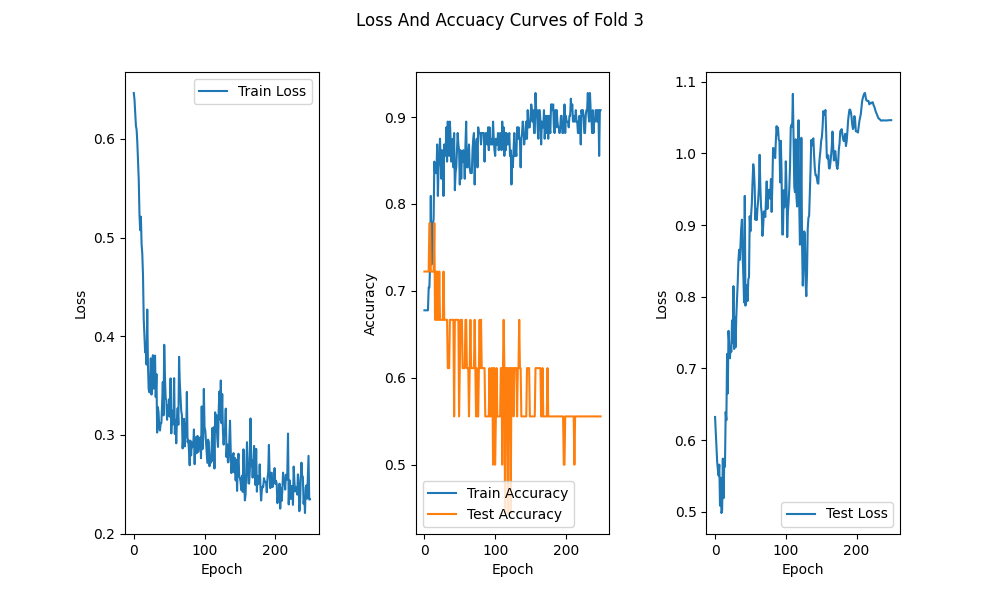 Loss And Accuacy Curves of Fold 3
Train Loss
0.6
0.5
0.4
0.3
0.2
Loss
0
100
200
Epoch
0.9
0.8
0.7
0.6
0.5
Accuracy
Train Accuracy
Test Accuracy
0
100
200
Epoch
1.1
1.0
0.9
0.8
0.7
0.6
0.5
Loss
Test Loss
0
100
200
Epoch